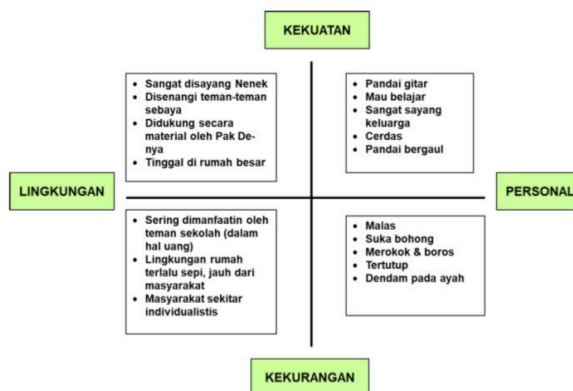 KEKUATAN
Sangat disayang Nenek
Disenangi teman-teman
sebaya
Didukung secara
material oleh Pak De-
nya
Tinggal di rumah besar
Pandai gitar
Mau belajar
Sangat sayang
keluarga
Cerdas
Pandai bergaul
LINGKUNGAN
PERSONAL
Sering dimanfaatin oleh
teman sekolah (dalam
hal uang)
Lingkungan rumah
terlalu sepi, jauh dari
masyarakat
Masyarakat sekitar
individualistis
Malas
Suka bohong
Merokok & boros
Tertutup
Dendam pada ayah
KEKURANGAN